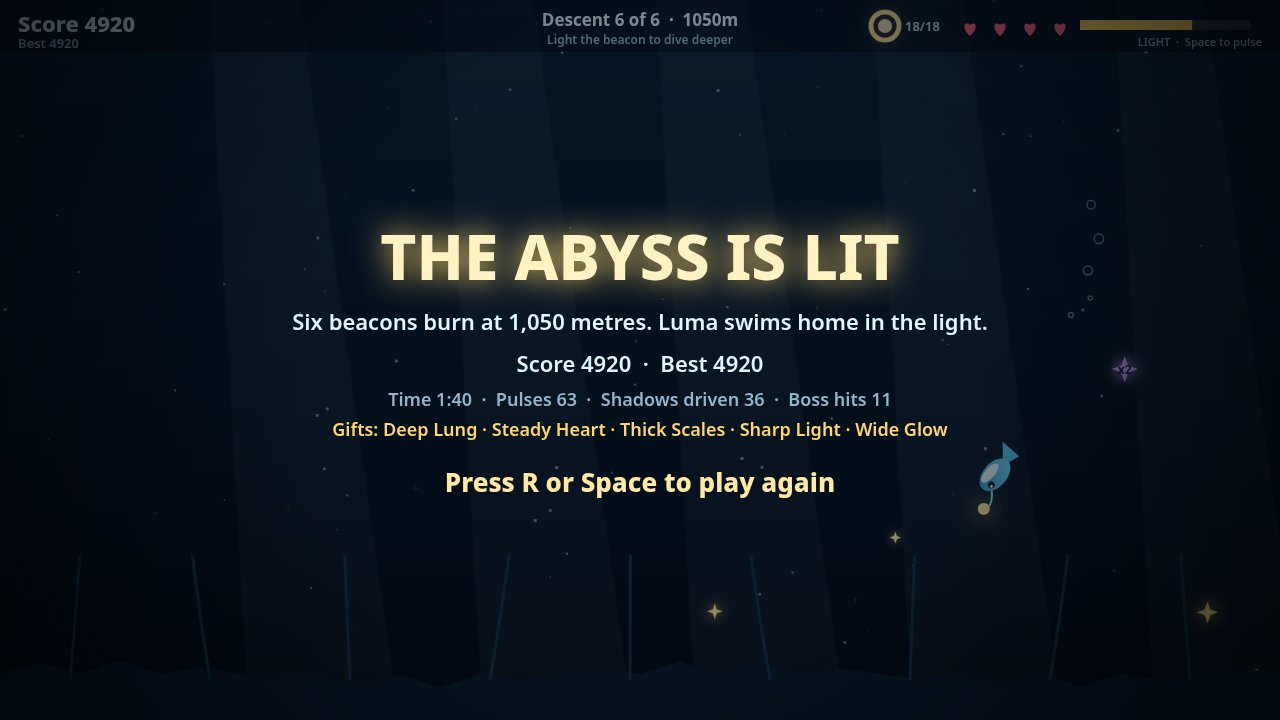 Score 4920
Best 4920
Descent 6 of 6 · 1050m
Light the beacon to dive deeper
18/18
LIGHT · Space to pulse
THE ABYSS IS LIT
Six beacons burn at 1,050 metres. Luma swims home in the light.
Score 4920 · Best 4920
x2
Time 1:40 · Pulses 63 · Shadows driven 36 · Boss hits 11
Gifts: Deep Lung · Steady Heart · Thick Scales · Sharp Light · Wide Glow
Press R or Space to play again